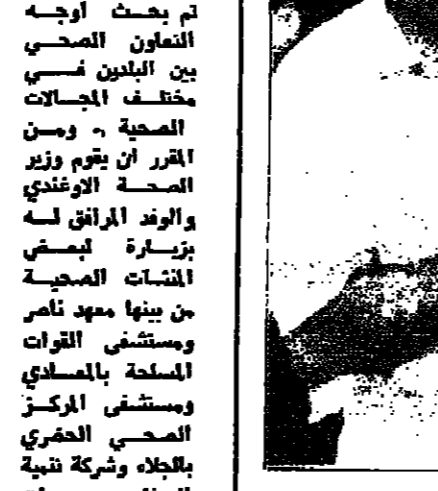 تم بحث أوجه
التعاون الصحي
بين البلدين في
مختلف المجالات
الصحية ، ومن
المقرر ان يقوم وزير
الصحة الاوغندي
والوفد المرافق له
بزيارة لبعض
المنشآت الصحية
من بينها معهد ناصر
ومستشفى القوات
المسلحة بالمعادي
ومستشفى المركز
الصحي الحضري
بالجلاء وشركة تنمية